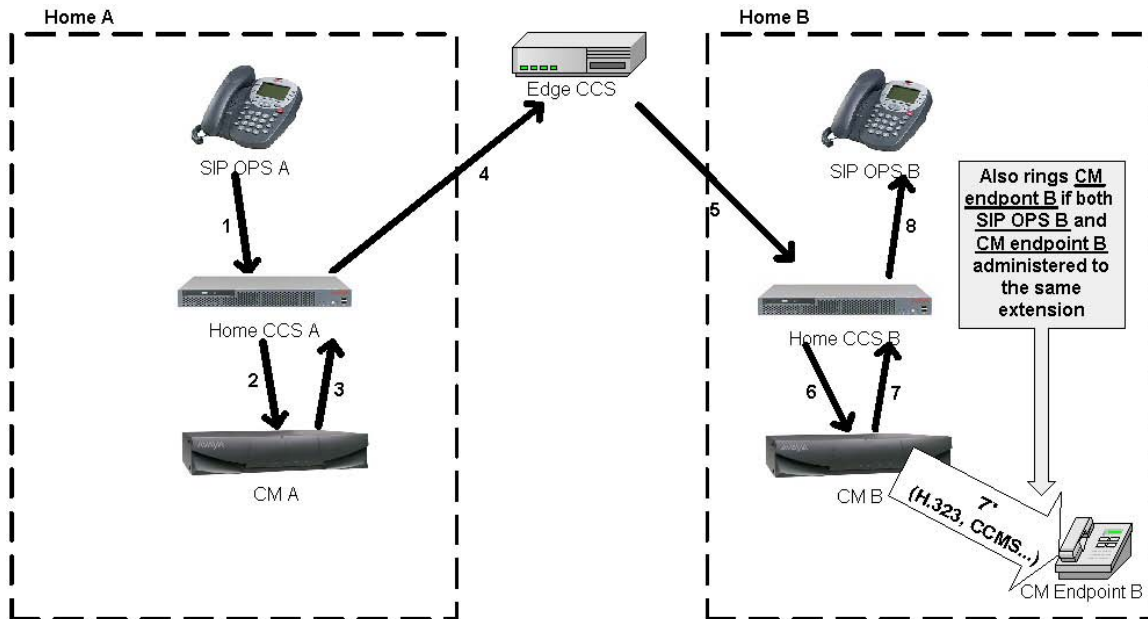 Home A
Home B
Edge CCS
SIP OPS A
SIP OPS B
4
1
5
8
Also rings CM
endpont B if both
SIP OPS B and
CM endpoint B
administered to
the same
extension
Home CCS A
Home CCS B
2
3
6
7
AVAYA
AVAYA
CM A
CM B
7'
(H.323, CCMS...)
CM Endpoint B